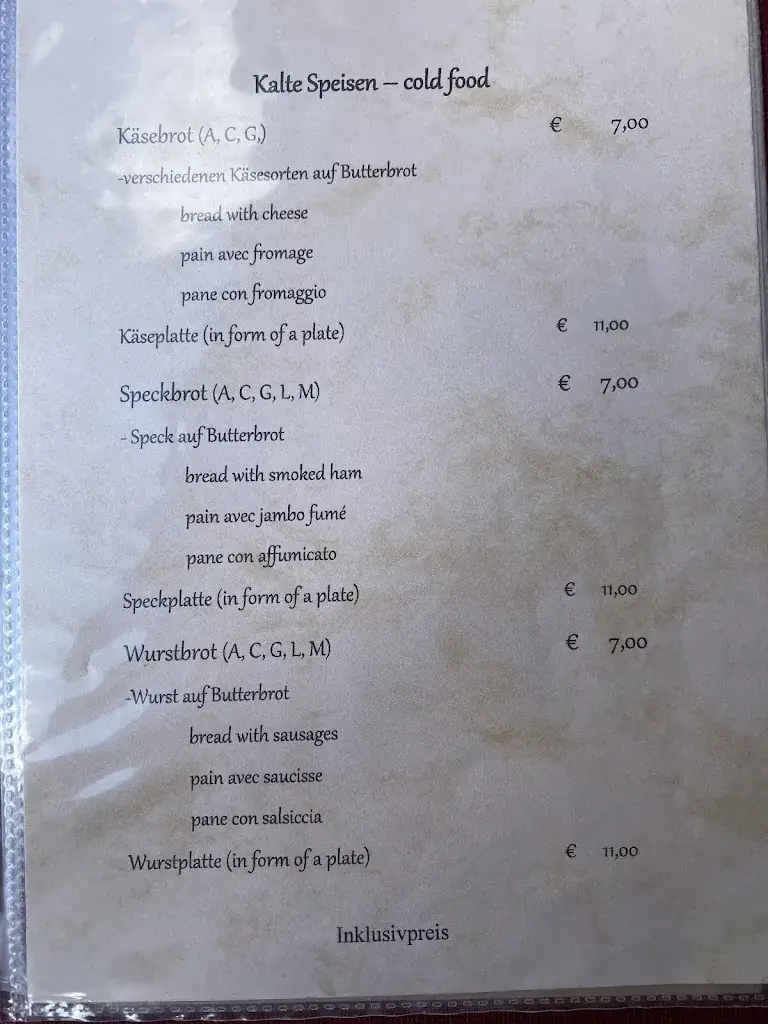 Kalte Speisen – cold food
Käsebrot (A, C, G,) € 7,00
-verschiedenen Käsesorten auf Butterbrot
bread with cheese
pain avec fromage
pane con fromaggio
Käseplatte (in form of a plate) € 11,00
Speckbrot (A, C, G, L, M) € 7,00
- Speck auf Butterbrot
bread with smoked ham
pain avec jambo fumé
pane con affumicato
Speckplatte (in form of a plate) € 11,00
Wurstbrot (A, C, G, L, M) € 7,00
-Wurst auf Butterbrot
bread with sausages
pain avec saucisse
pane con salsiccia
Wurstplatte (in form of a plate) € 11,00
Inklusivpreis